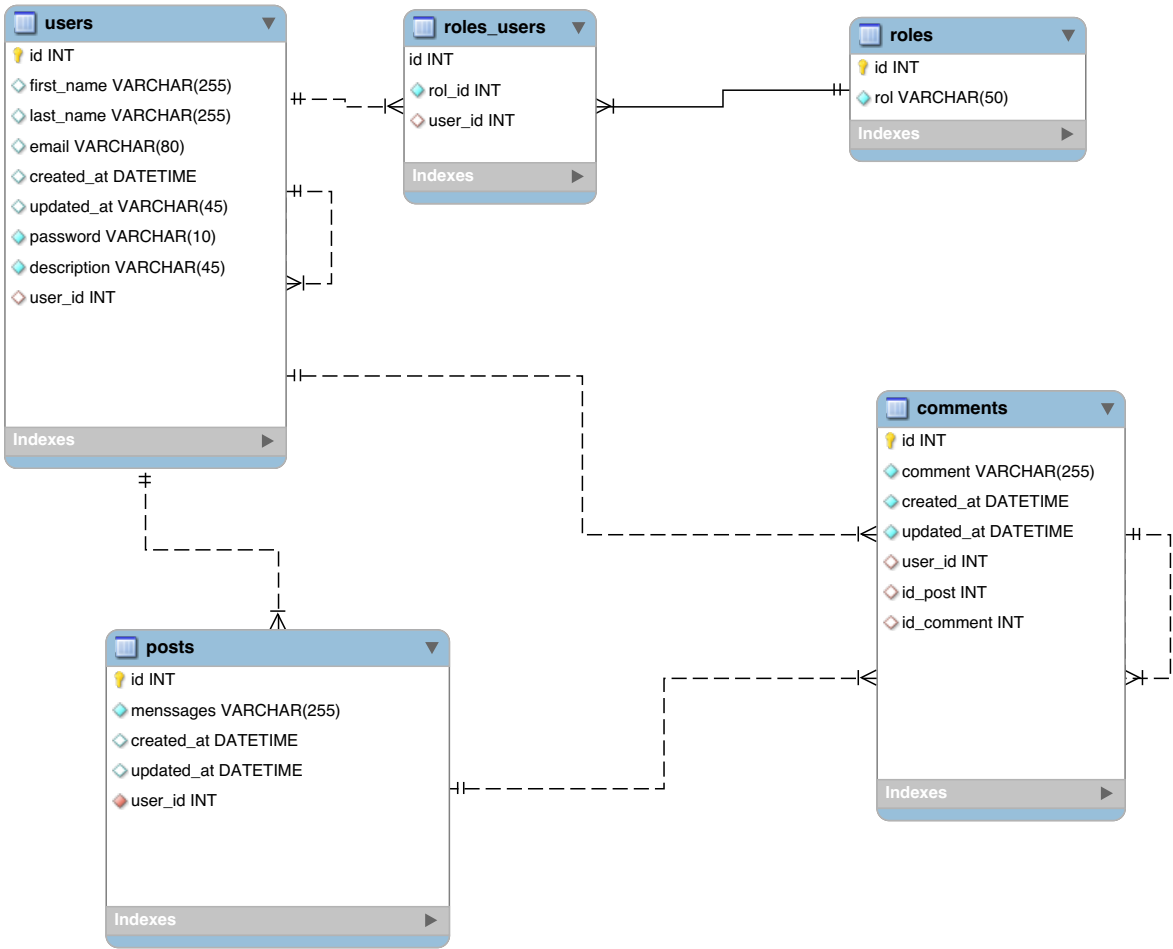 users
id INT
first_name VARCHAR(255)
last_name VARCHAR(255)
email VARCHAR(80)
created_at DATETIME
updated_at VARCHAR(45)
password VARCHAR(10)
description VARCHAR(45)
user_id INT
Indexes
roles_users
id INT
rol_id INT
user_id INT
Indexes
roles
id INT
rol VARCHAR(50)
Indexes
comments
id INT
comment VARCHAR(255)
created_at DATETIME
updated_at DATETIME
user_id INT
id_post INT
id_comment INT
Indexes
posts
id INT
menssages VARCHAR(255)
created_at DATETIME
updated_at DATETIME
user_id INT
Indexes